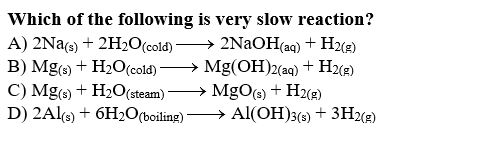 Which of the following is very slow reaction?
A) 2Na(s) + 2H₂O(cold) ⟶ 2NaOH(aq) + H₂(g)
B) Mg(s) + H₂O(cold) ⟶ Mg(OH)₂(aq) + H₂(g)
C) Mg(s) + H₂O(steam) ⟶ MgO(s) + H₂(g)
D) 2Al(s) + 6H₂O(boiling) ⟶ Al(OH)₃(s) + 3H₂(g)